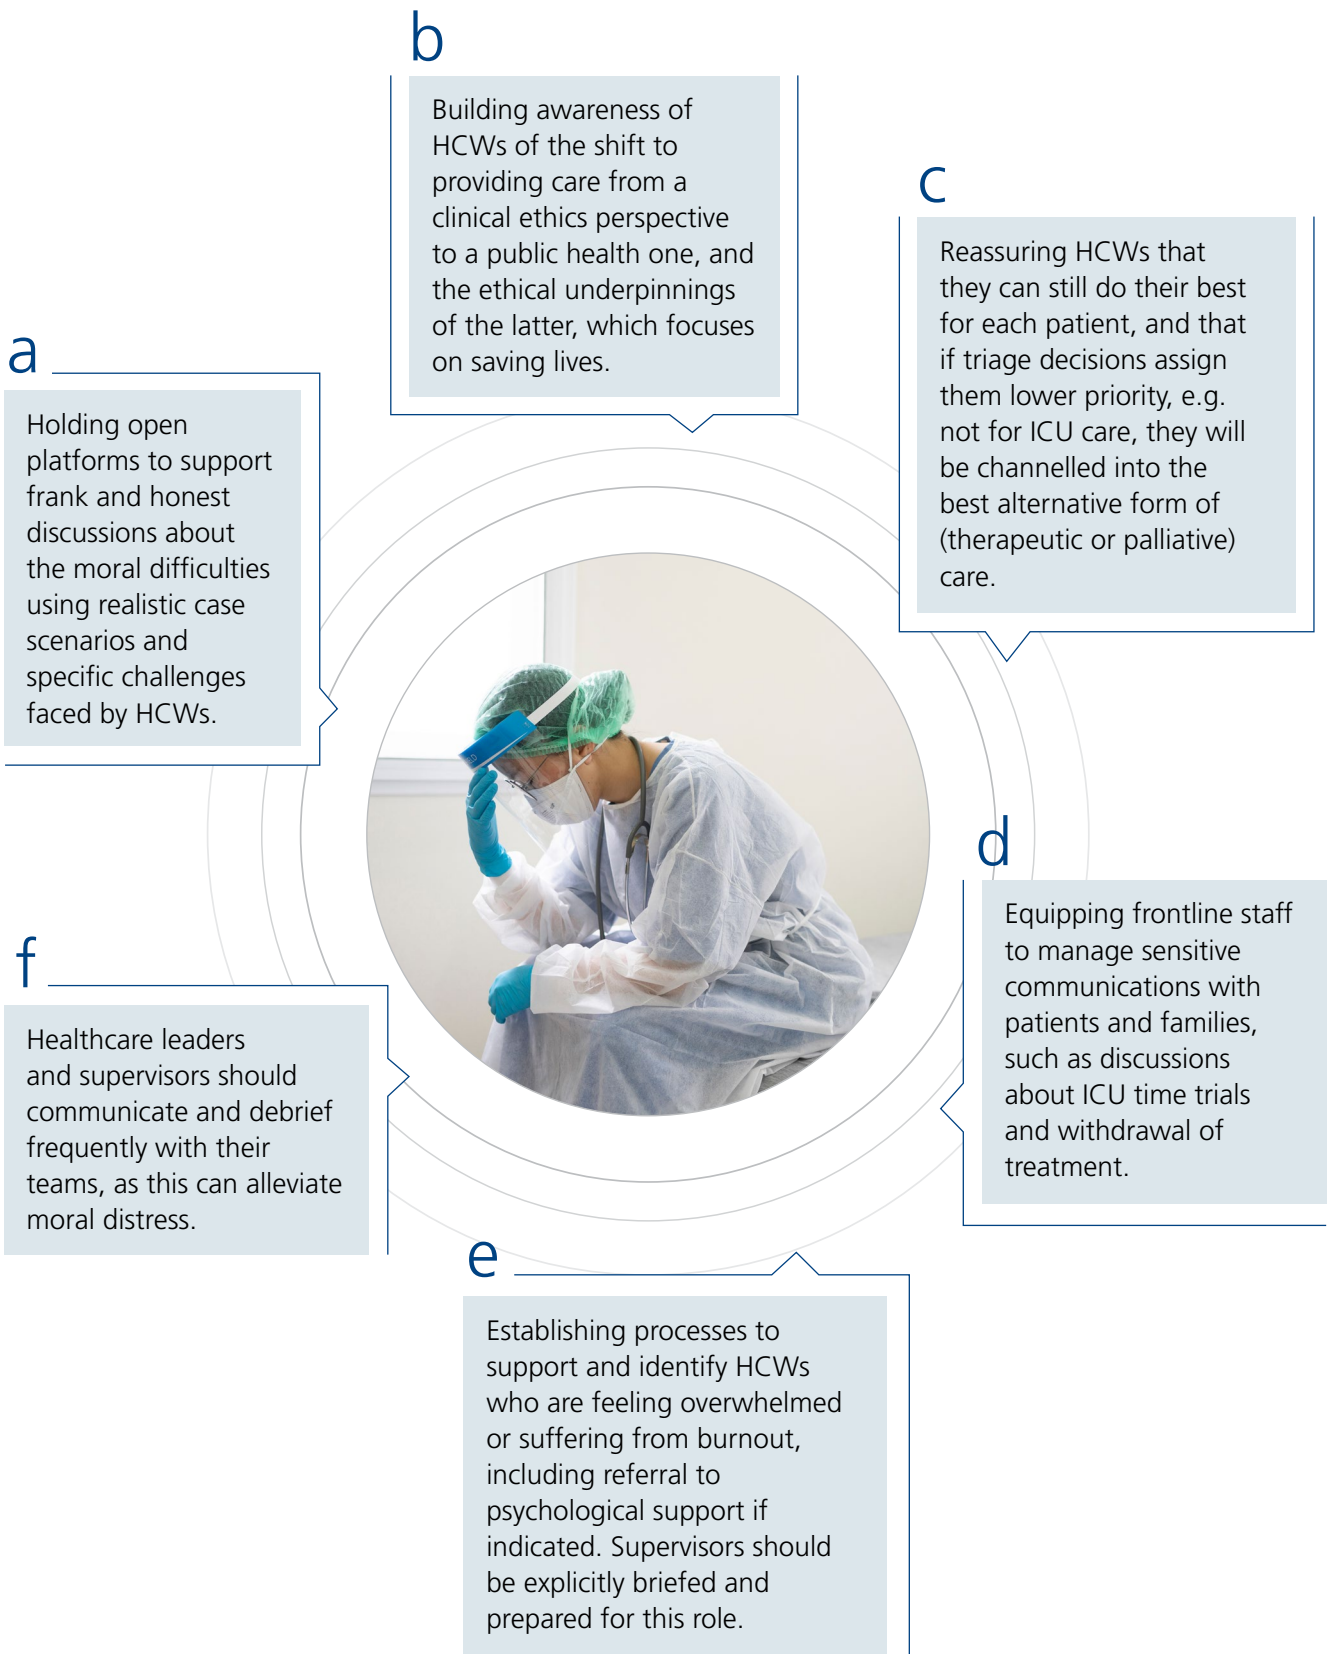 a
Holding open
platforms to support
frank and honest
discussions about
the moral difficulties
using realistic case
scenarios and
specific challenges
faced by HCWs.
b
Building awareness of
HCWs of the shift to
providing care from a
clinical ethics perspective
to a public health one, and
the ethical underpinnings
of the latter, which focuses
on saving lives.
c
Reassuring HCWs that
they can still do their best
for each patient, and that
if triage decisions assign
them lower priority, e.g.
not for ICU care, they will
be channelled into the
best alternative form of
(therapeutic or palliative)
care.
d
Equipping frontline staff
to manage sensitive
communications with
patients and families,
such as discussions
about ICU time trials
and withdrawal of
treatment.
e
Establishing processes to
support and identify HCWs
who are feeling overwhelmed
or suffering from burnout,
including referral to
psychological support if
indicated. Supervisors should
be explicitly briefed and
prepared for this role.
f
Healthcare leaders
and supervisors should
communicate and debrief
frequently with their
teams, as this can alleviate
moral distress.